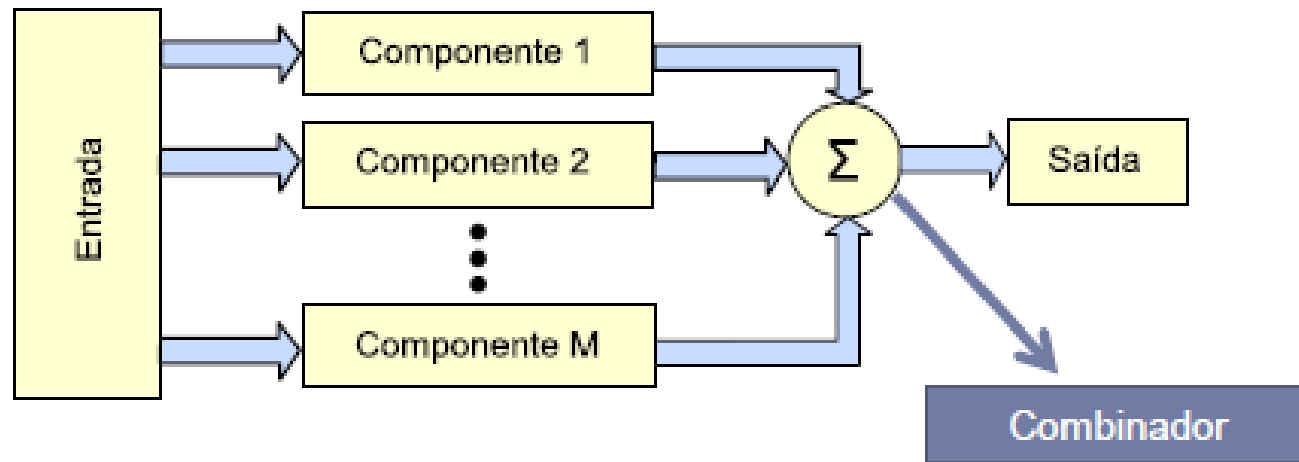 Entrada
Componente 1
Componente 2
Componente M
Σ
Saída
Combinador